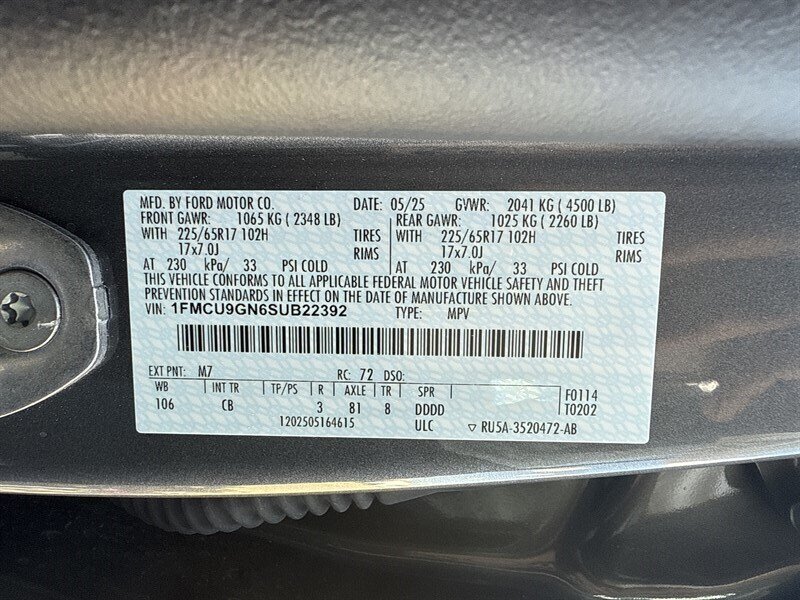 MFD. BY FORD MOTOR CO. DATE: 05/25 GVWR: 2041 KG ( 4500 LB)
FRONT GAWR: 1065 KG ( 2348 LB) REAR GAWR: 1025 KG ( 2260 LB)
WITH 225/65R17 102H TIRES WITH 225/65R17 102H TIRES
17x7.0J RIMS 17x7.0J RIMS
AT 230 kPa/ 33 PSI COLD AT 230 kPa/ 33 PSI COLD
THIS VEHICLE CONFORMS TO ALL APPLICABLE FEDERAL MOTOR VEHICLE SAFETY AND THEFT
PREVENTION STANDARDS IN EFFECT ON THE DATE OF MANUFACTURE SHOWN ABOVE.
VIN: 1FMCU9GN6SUB22392 TYPE: MPV
EXT PNT: M7 RC: 72 DSO:
WB INT TR TP/PS R AXLE TR SPR F0114
106 CB 3 81 8 DDDD T0202
1202505164615 ULC ▽ RU5A-3520472-AB